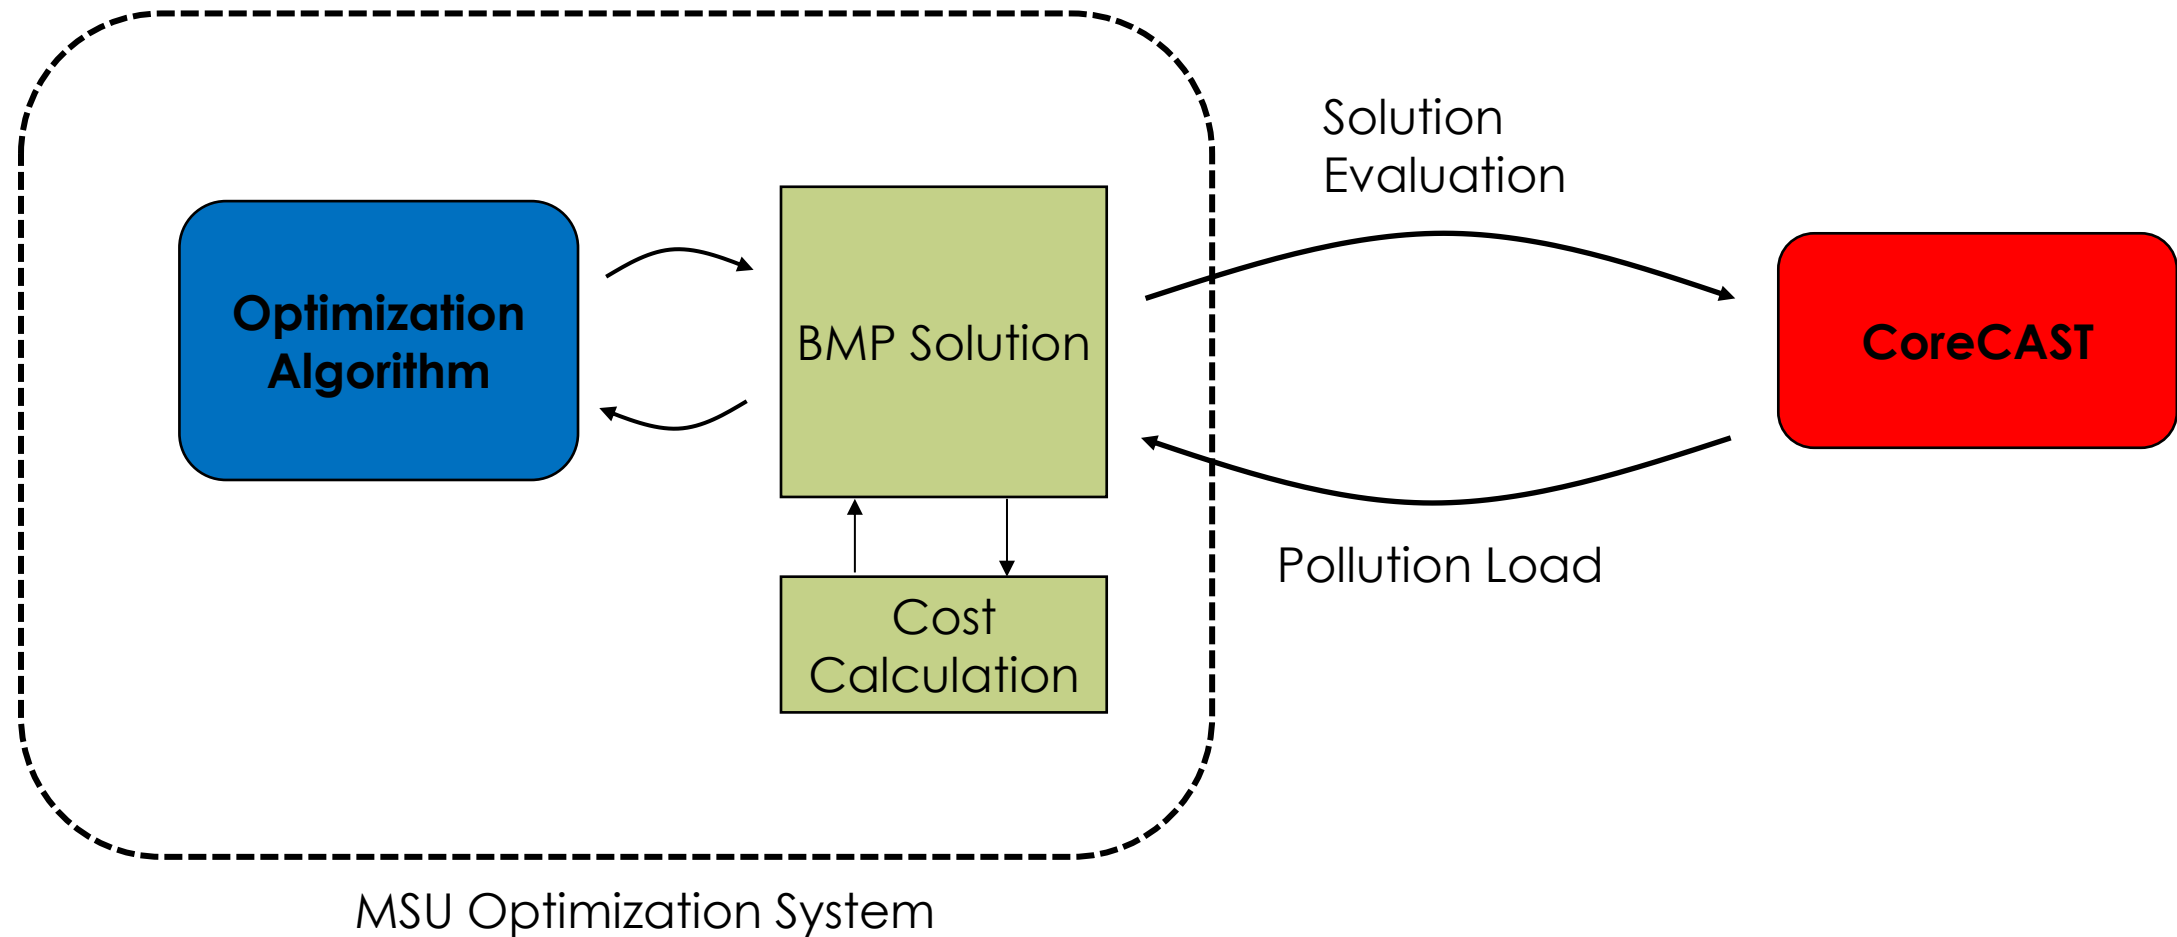 Solution
Evaluation
Optimization
Algorithm
BMP Solution
CoreCAST
Pollution Load
Cost
Calculation
MSU Optimization System